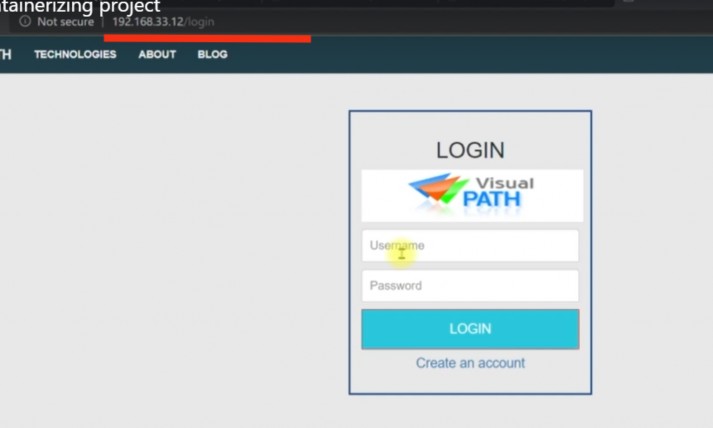 tainerizing project
Not secure | 192.168.33.12/login
TH TECHNOLOGIES ABOUT BLOG
LOGIN
Visual
PATH
Username
Password
LOGIN
Create an account